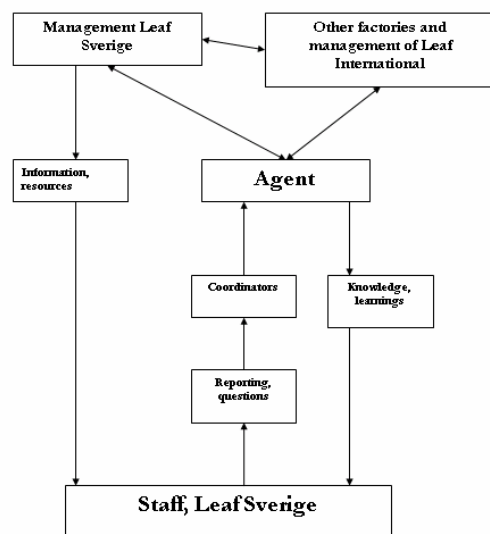 Management Leaf
Sverige
Other factories and
management of Leaf
International
Information,
resources
Agent
Coordinators
Knowledge,
learnings
Reporting,
questions
Staff, Leaf Sverige